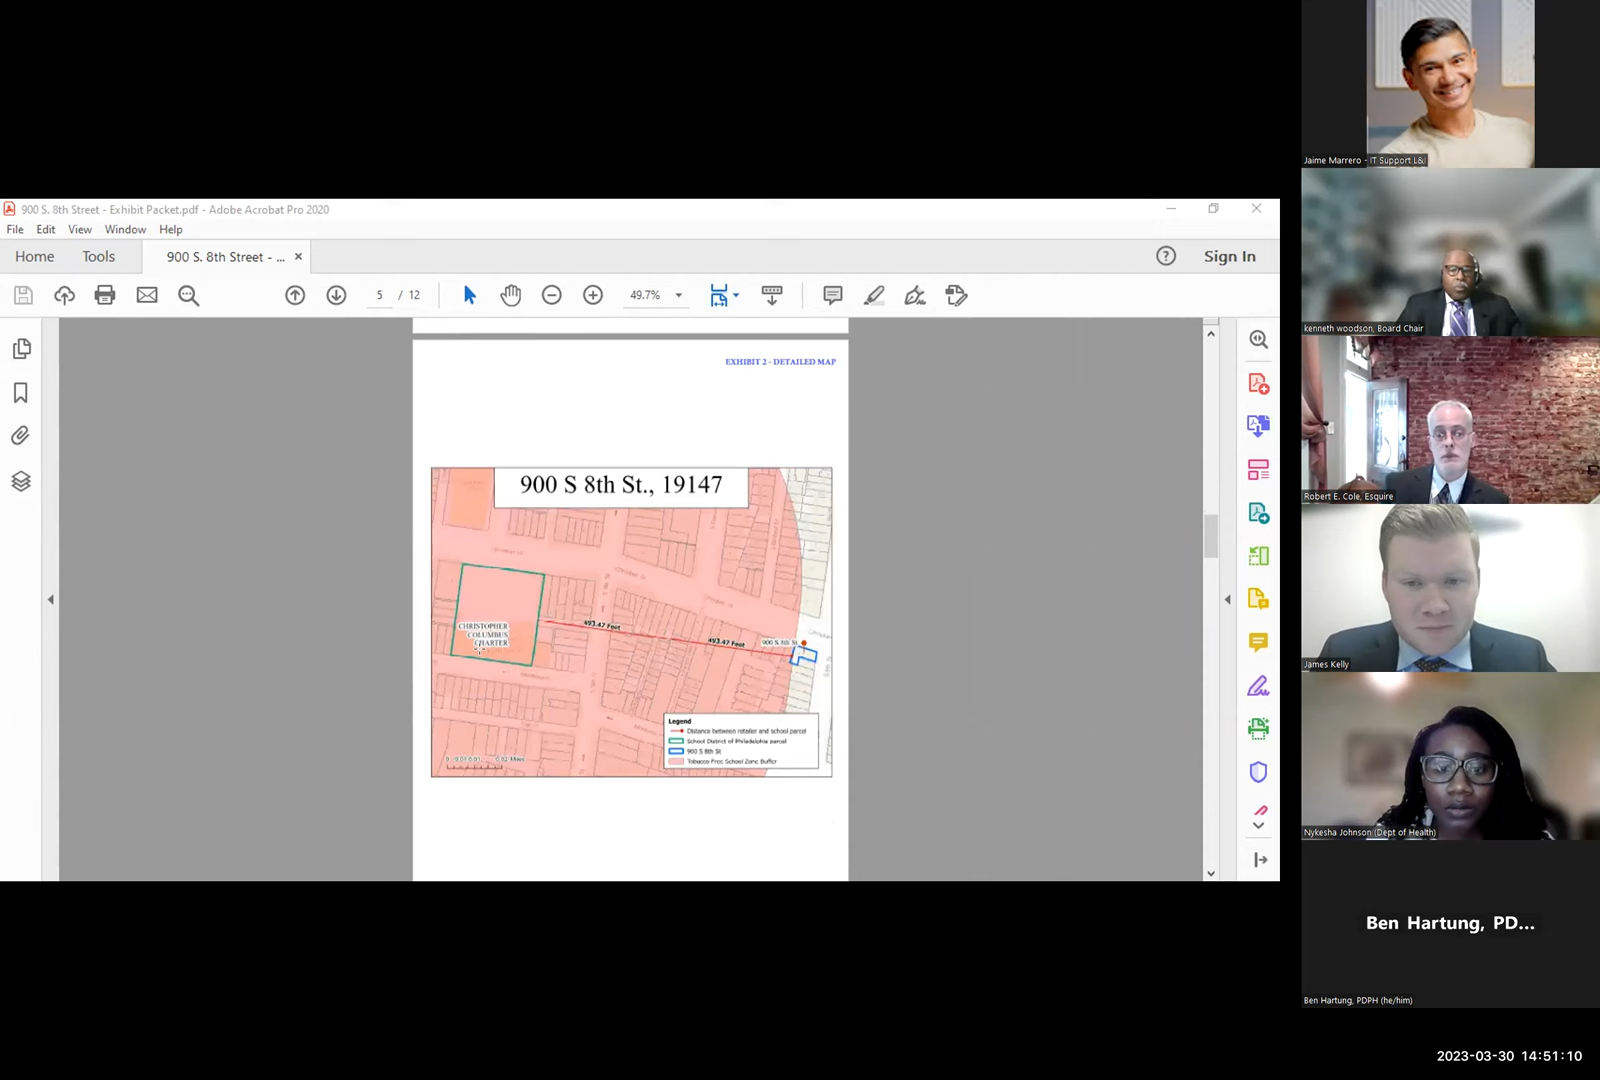 900 S. 8th Street - Exhibit Packet.pdf - Adobe Acrobat Pro 2020
File Edit View Window Help
Home Tools 900 S. 8th Street - ... × ? Sign In
5 / 12 49.7%
EXHIBIT 2 - DETAILED MAP
900 S 8th St., 19147
CHRISTOPHER
COLUMBUS
CHARTER
493.47 Feet
493.47 Feet
900 S 8th St
Legend
Distance between retailer and school parcel
School District of Philadelphia parcel
900 S 8th St
Tobacco Free School Zone Buffer
Jaime Marrero - IT Support L&I
kenneth woodson, Board Chair
Robert E. Cole, Esquire
James Kelly
Nykesha Johnson (Dept of Health)
Ben Hartung, PD...
Ben Hartung, PDPH (he/him)
2023-03-30 14:51:10